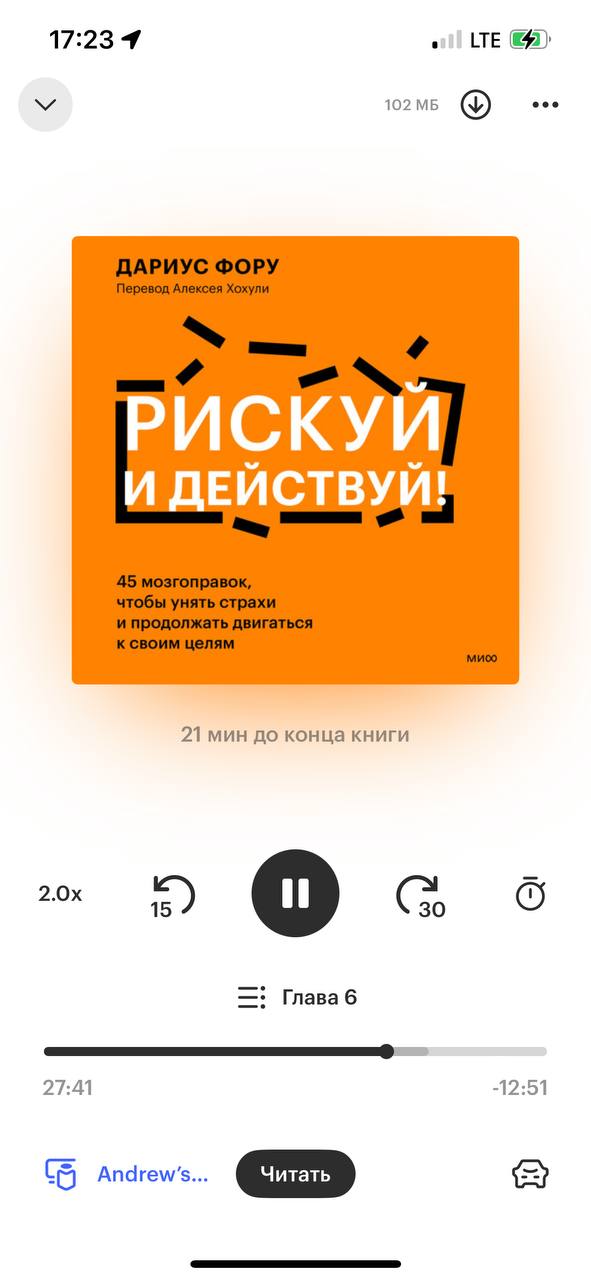 17:23
LTE
102 МБ
ДАРИУС ФОРУ
Перевод Алексея Хохули
РИСКУЙ
И ДЕЙСТВУЙ!
45 мозгоправок,
чтобы унять страхи
и продолжать двигаться
к своим целям
МИФ
21 мин до конца книги
2.0x
15
30
Глава 6
27:41
-12:51
Andrew’s...
Читать